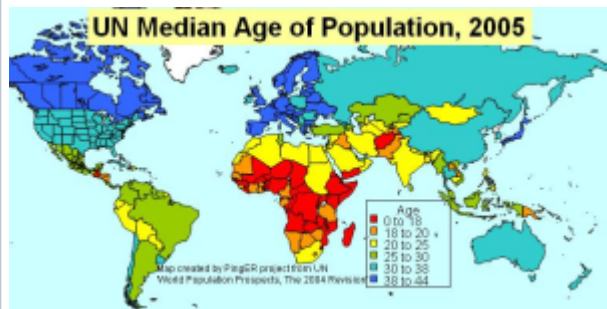 UN Median Age of Population, 2005
Age
0 to 18
18 to 20
20 to 25
25 to 30
30 to 38
38 to 44
Map created by PingER project from UN
World Population Prospects, The 2004 Revision